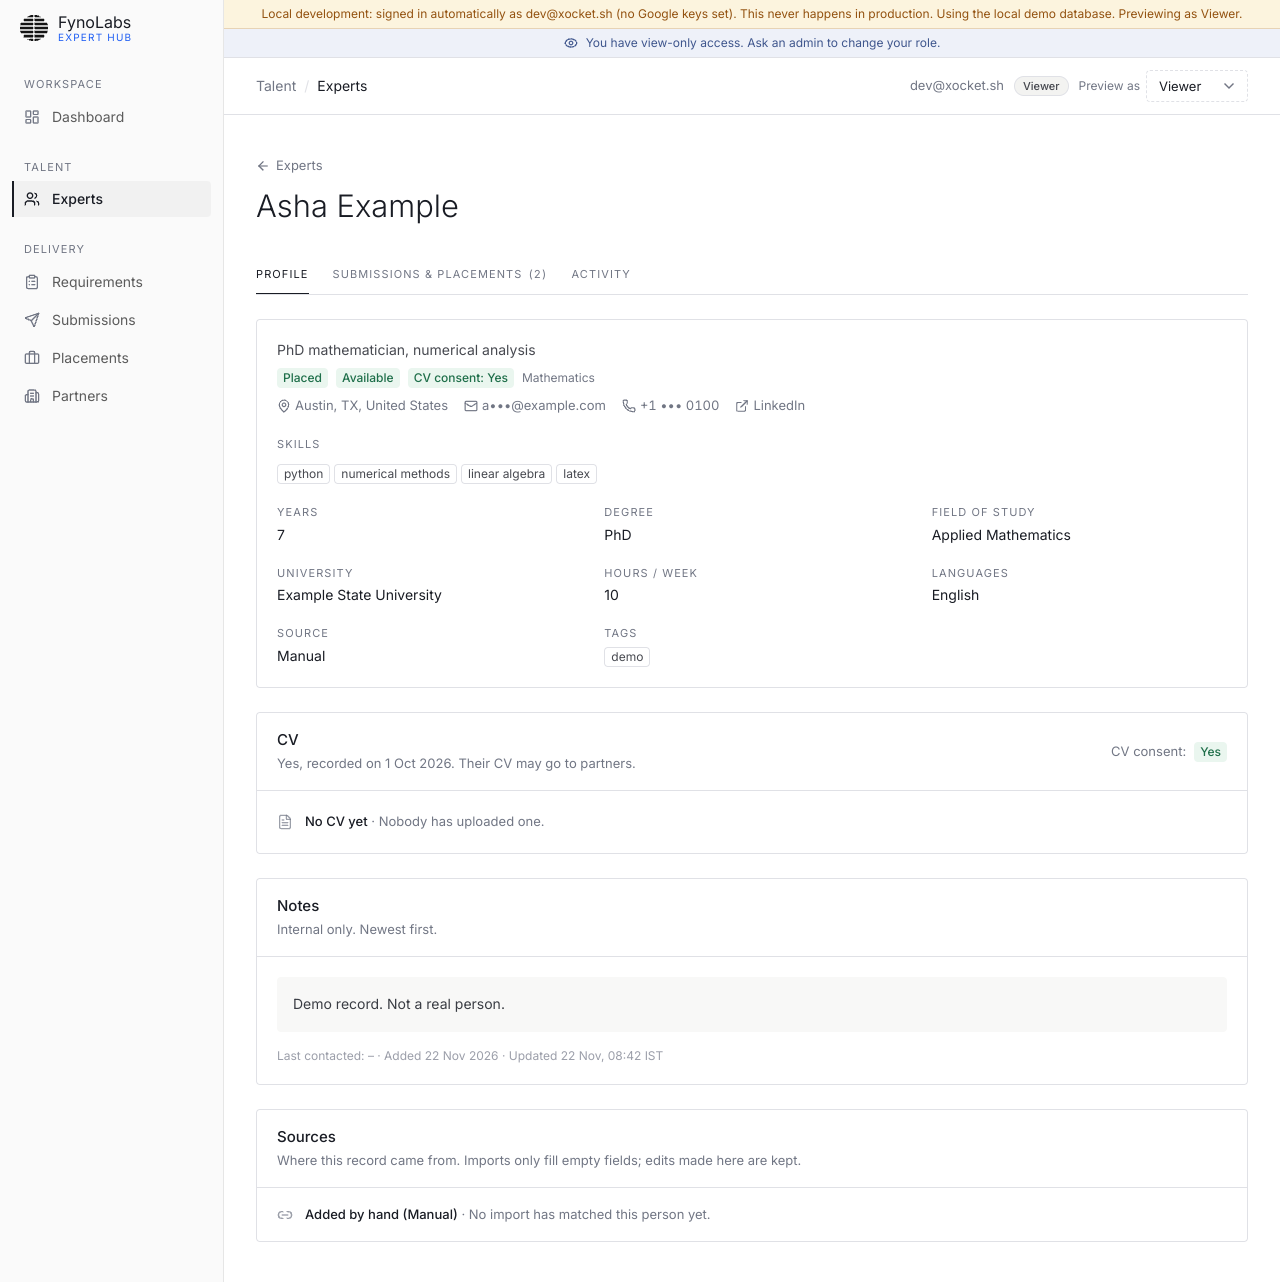 FynoLabs
EXPERT HUB
WORKSPACE
Dashboard
TALENT
Experts
DELIVERY
Requirements
Submissions
Placements
Partners
Local development: signed in automatically as dev@xocket.sh (no Google keys set). This never happens in production. Using the local demo database. Previewing as Viewer.
You have view-only access. Ask an admin to change your role.
Talent / Experts
dev@xocket.sh Viewer Preview as Viewer
Experts
Asha Example
PROFILE SUBMISSIONS & PLACEMENTS (2) ACTIVITY
PhD mathematician, numerical analysis
Placed Available CV consent: Yes Mathematics
Austin, TX, United States a•••@example.com +1 ••• 0100 LinkedIn
SKILLS
python numerical methods linear algebra latex
YEARS DEGREE FIELD OF STUDY
7 PhD Applied Mathematics
UNIVERSITY HOURS / WEEK LANGUAGES
Example State University 10 English
SOURCE TAGS
Manual demo
CV
Yes, recorded on 1 Oct 2026. Their CV may go to partners.
CV consent: Yes
No CV yet · Nobody has uploaded one.
Notes
Internal only. Newest first.
Demo record. Not a real person.
Last contacted: – · Added 22 Nov 2026 · Updated 22 Nov, 08:42 IST
Sources
Where this record came from. Imports only fill empty fields; edits made here are kept.
Added by hand (Manual) · No import has matched this person yet.